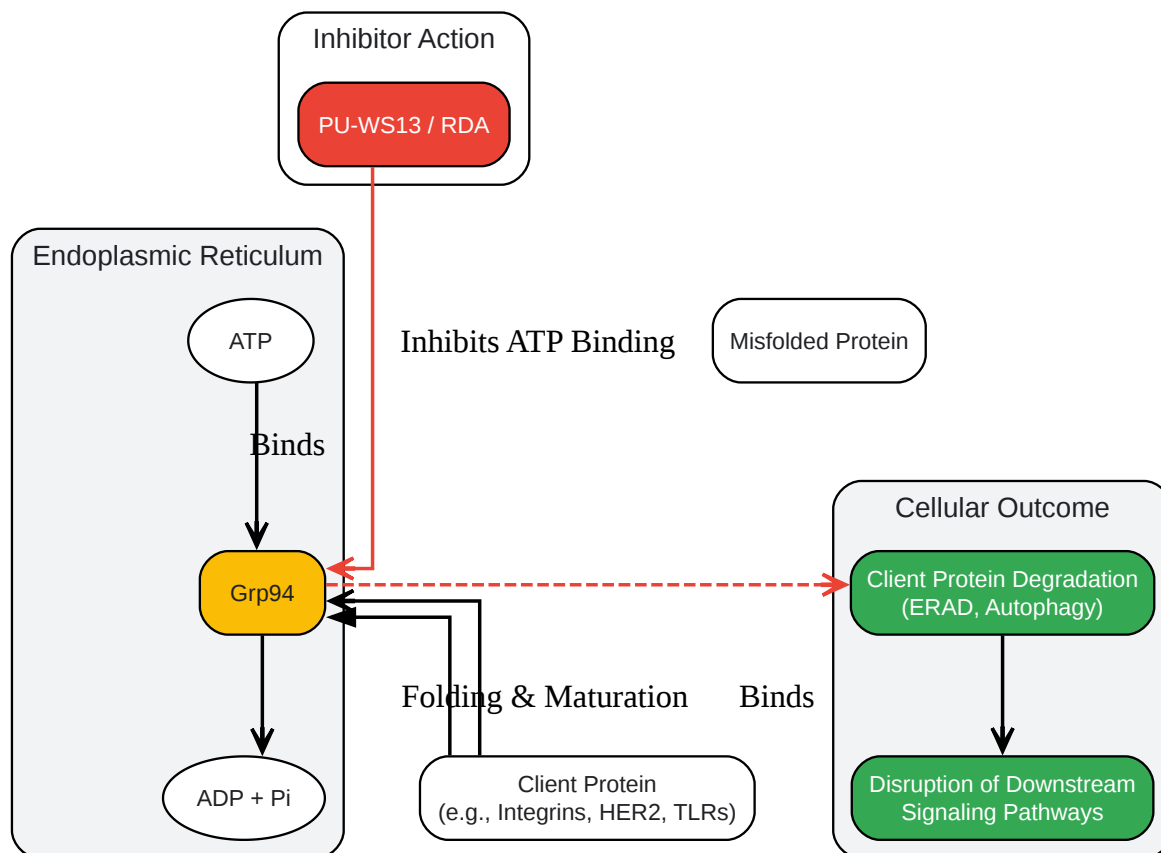 Inhibitor Action
PU-WS13 / RDA
Endoplasmic Reticulum
ATP
Inhibits ATP Binding
Misfolded Protein
Binds
Cellular Outcome
Grp94
Client Protein Degradation
(ERAD, Autophagy)
Folding & Maturation
Binds
ADP + Pi
Client Protein
(e.g., Integrins, HER2, TLRs)
Disruption of Downstream
Signaling Pathways